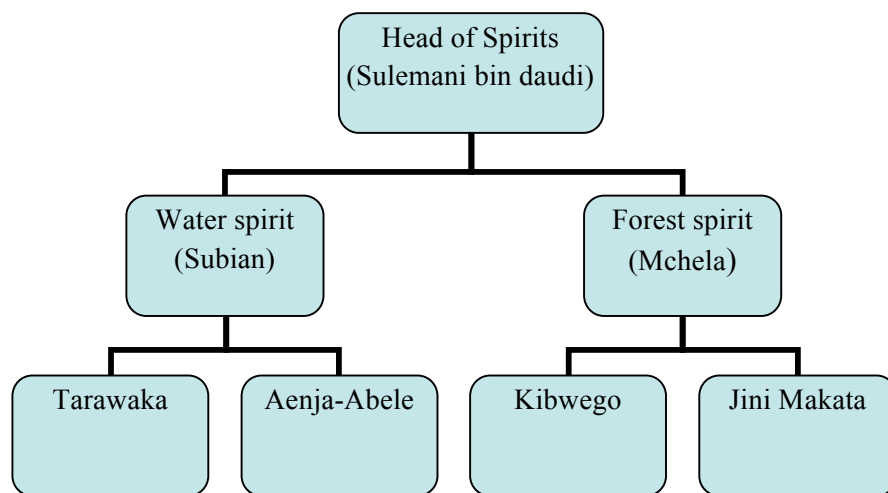 Head of Spirits
(Sulemani bin daudi)
Water spirit
(Subian)
Forest spirit
(Mchela)
Tarawaka
Aenja-Abele
Kibwego
Jini Makata